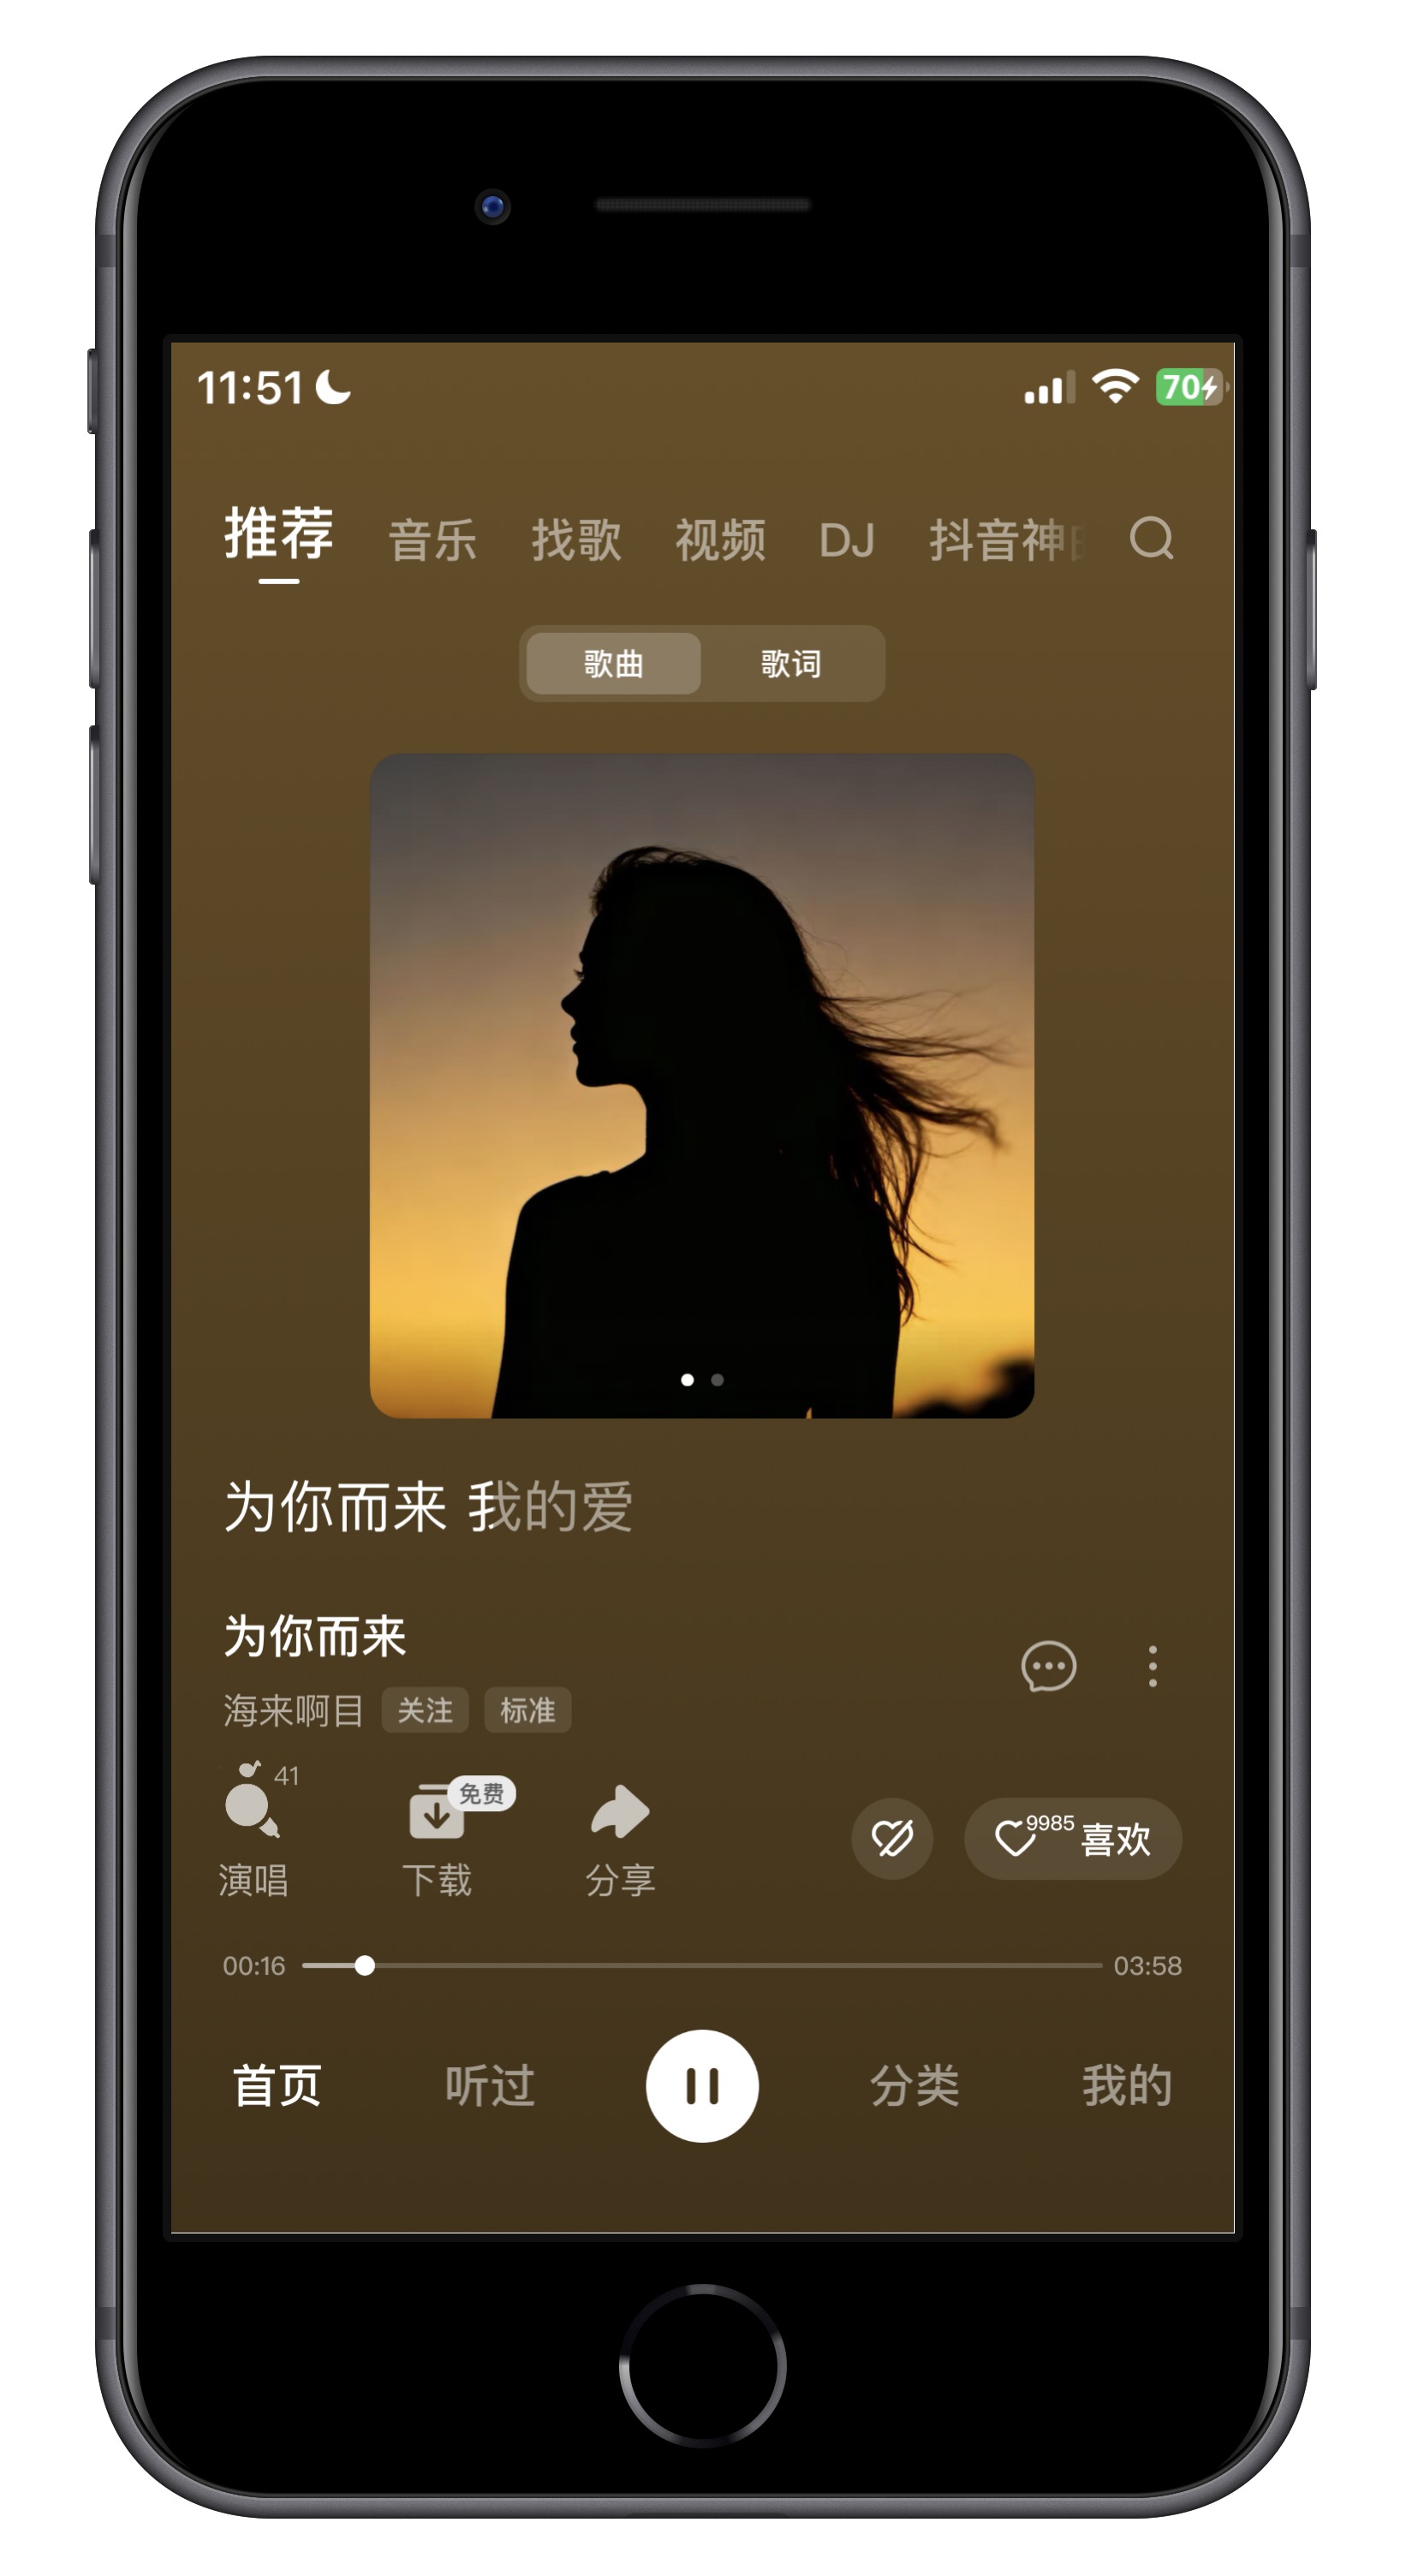 11:51 70
推荐 音乐 找歌 视频 DJ 抖音神
歌曲 歌词
为你而来 我的爱
为你而来
海来啊目 关注 标准
41 免费 9985 喜欢
演唱 下载 分享
00:16 03:58
首页 听过 分类 我的